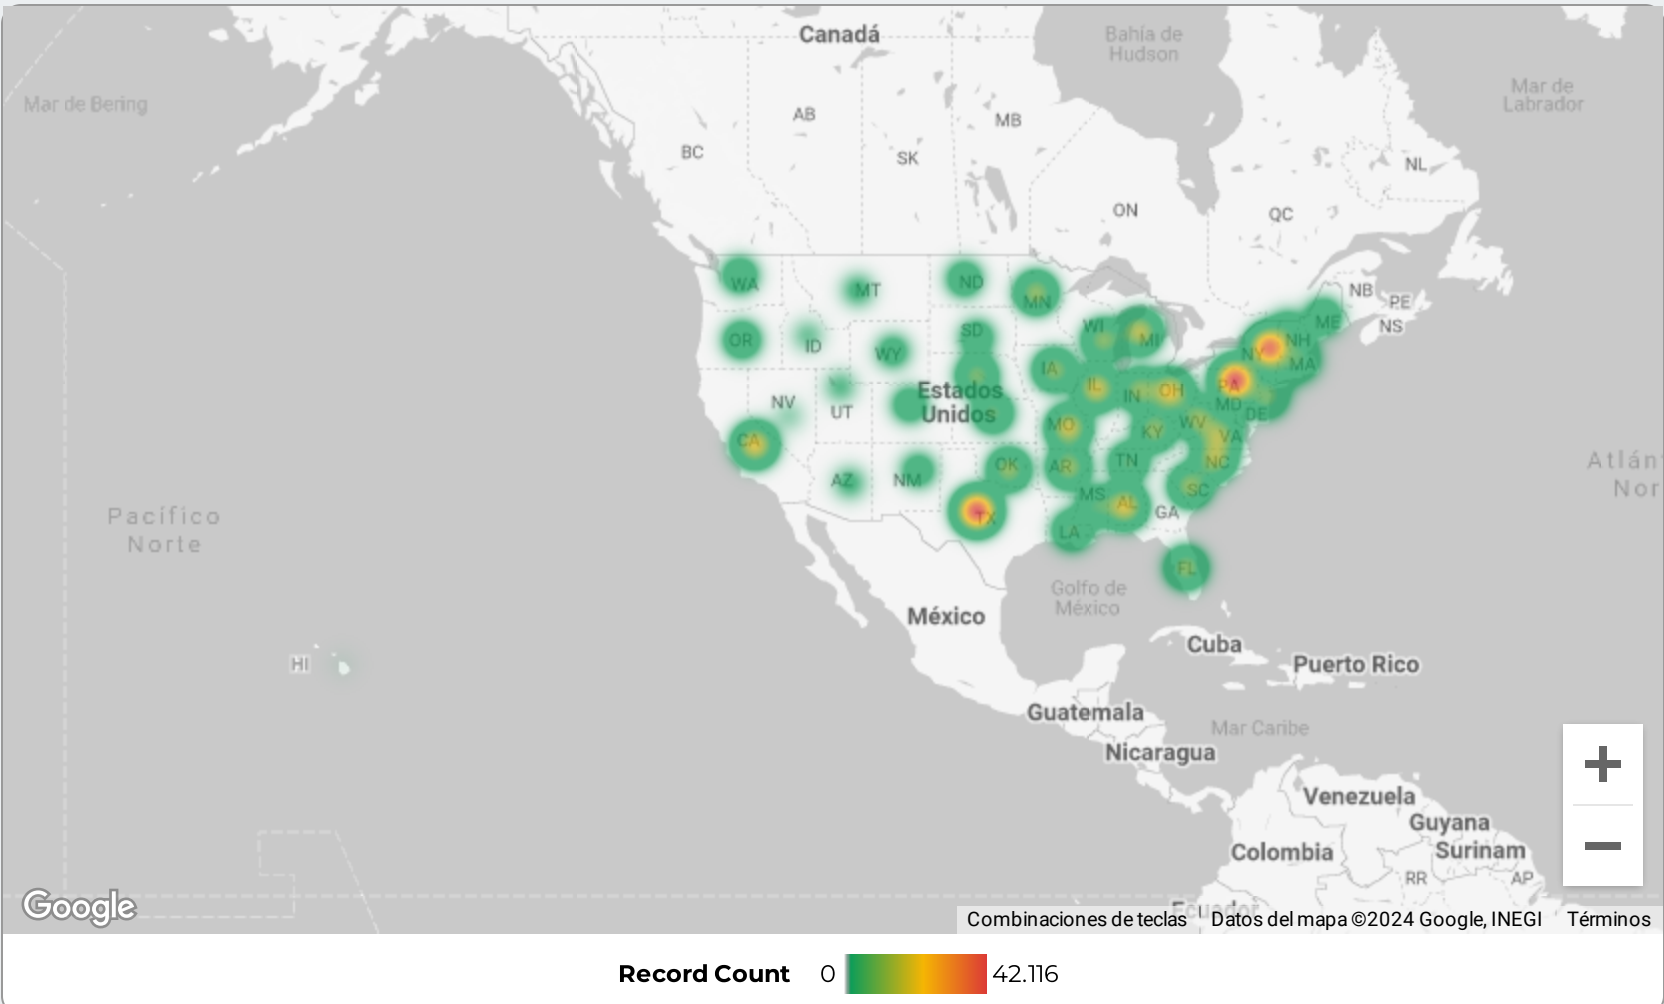 Canadá
Bahía de
Hudson
Mar de Bering
Mar de
Labrador
AB
MB
BC
SK
NL
ON
QC
WA
MT
ND
MN
NB
PE
ME
NS
OR
ID
WY
SD
WI
MI
NY
NH
MA
IA
IL
IN
OH
PA
NV
UT
Estados
Unidos
MD
DE
CA
MO
KY
WV
VA
AZ
NM
OK
AR
TN
NC
TX
MS
AL
SC
GA
LA
FL
Pacífico
Norte
Atlán
Nor
Golfo de
México
México
HI
Cuba
Puerto Rico
Guatemala
Mar Caribe
Nicaragua
Venezuela
Guyana
Surinam
Colombia
RR
AP
Ecuador
Google
Combinaciones de teclas Datos del mapa ©2024 Google, INEGI Términos
Record Count 0 42.116